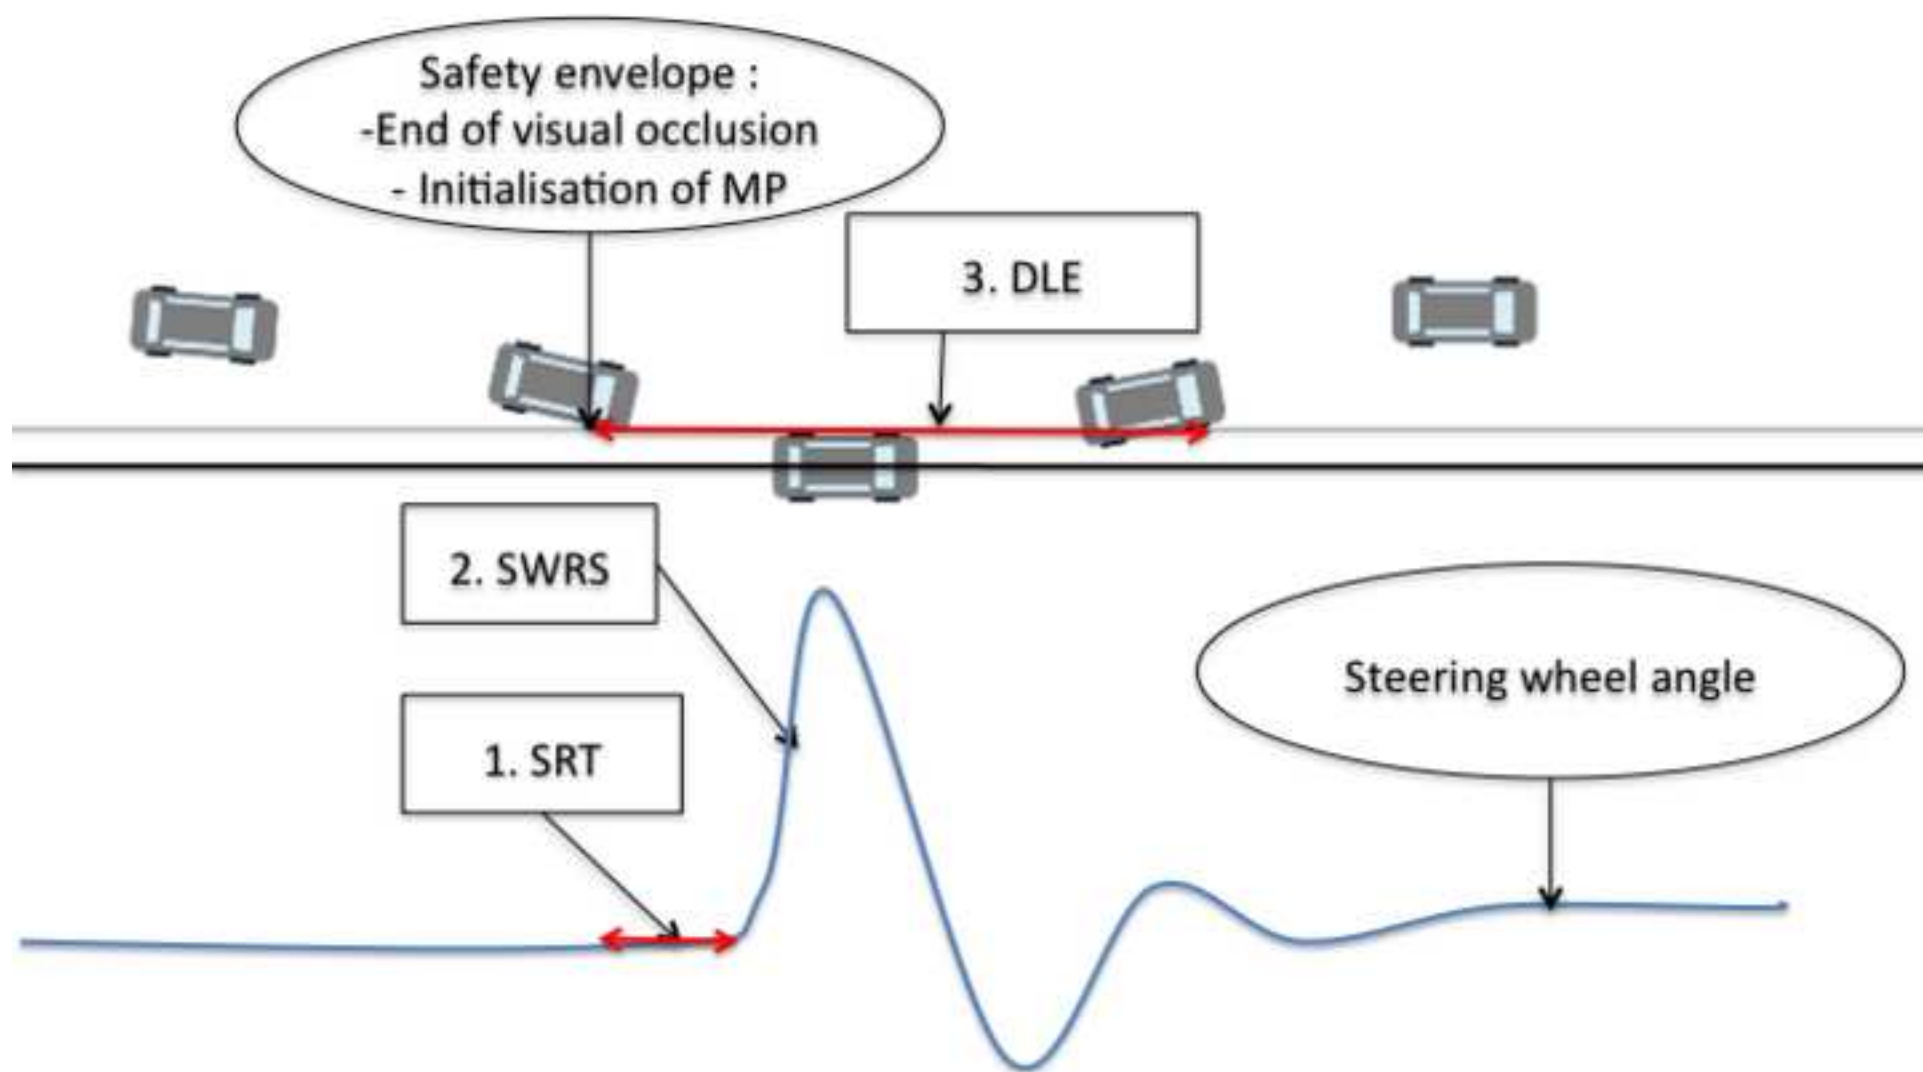 Safety envelope :
-End of visual occlusion
- Initialisation of MP
3. DLE
2. SWRS
1. SRT
Steering wheel angle